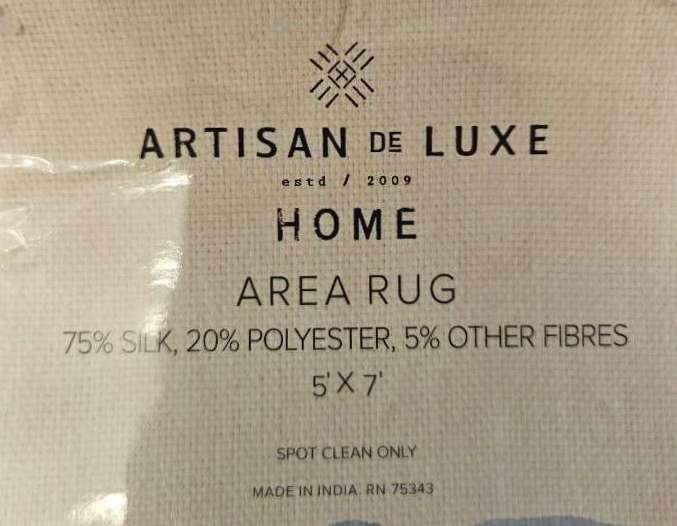 ARTISAN DE LUXE
estd / 2009
HOME
AREA RUG
75% SILK, 20% POLYESTER, 5% OTHER FIBRES
5' X 7'
SPOT CLEAN ONLY
MADE IN INDIA. RN 75343